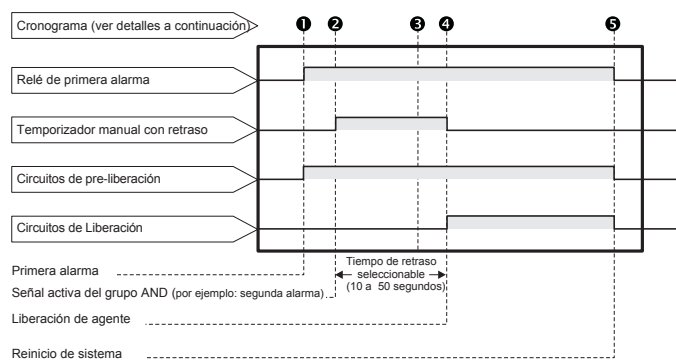 Cronograma (ver detalles a continuación)
❶ ❷ ❸ ❹ ❺
Relé de primera alarma
Temporizador manual con retraso
Circuitos de pre-liberación
Circuitos de Liberación
Tiempo de retraso
seleccionable
(10 a 50 segundos)
Primera alarma
Señal activa del grupo AND (por ejemplo: segunda alarma)
Liberación de agente
Reinicio de sistema